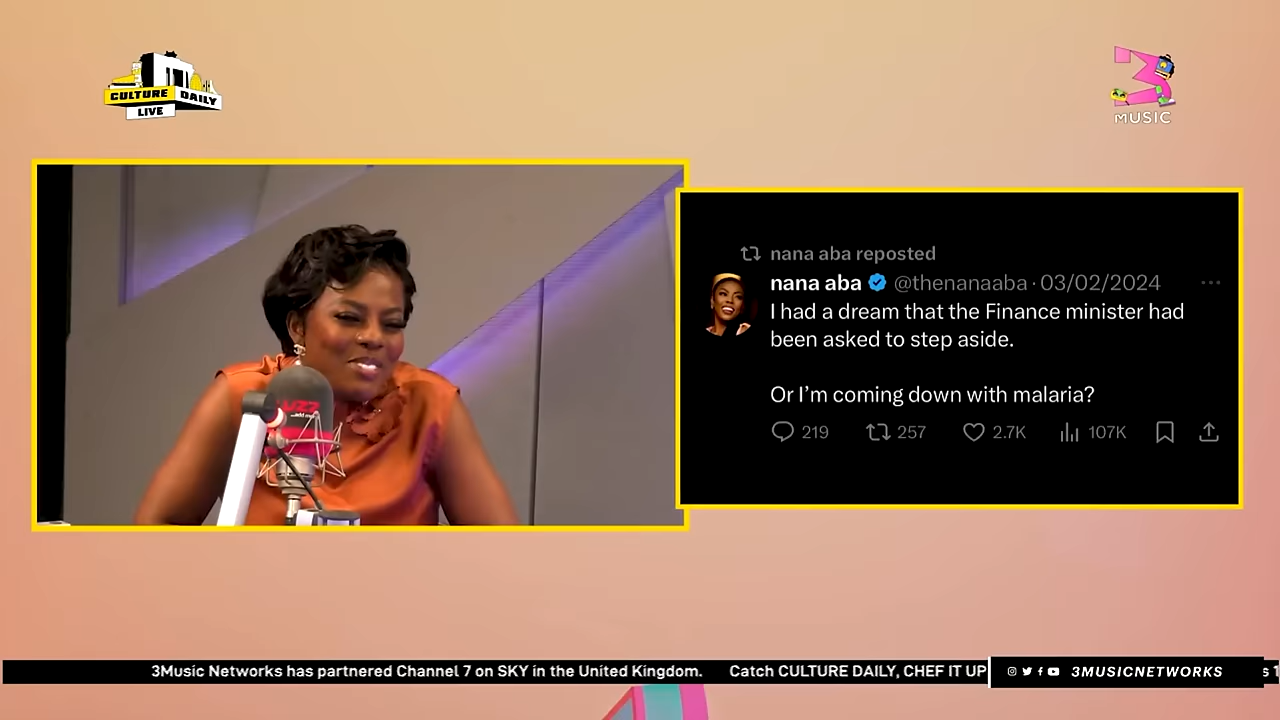 CULTURE DAILY
LIVE
3
MUSIC
nana aba reposted
nana aba @thenanaaba · 03/02/2024
I had a dream that the Finance minister had
been asked to step aside.
Or I'm coming down with malaria?
219 257 2.7K 107K
3Music Networks has partnered Channel 7 on SKY in the United Kingdom. Catch CULTURE DAILY, CHEF IT UP
3MUSICNETWORKS